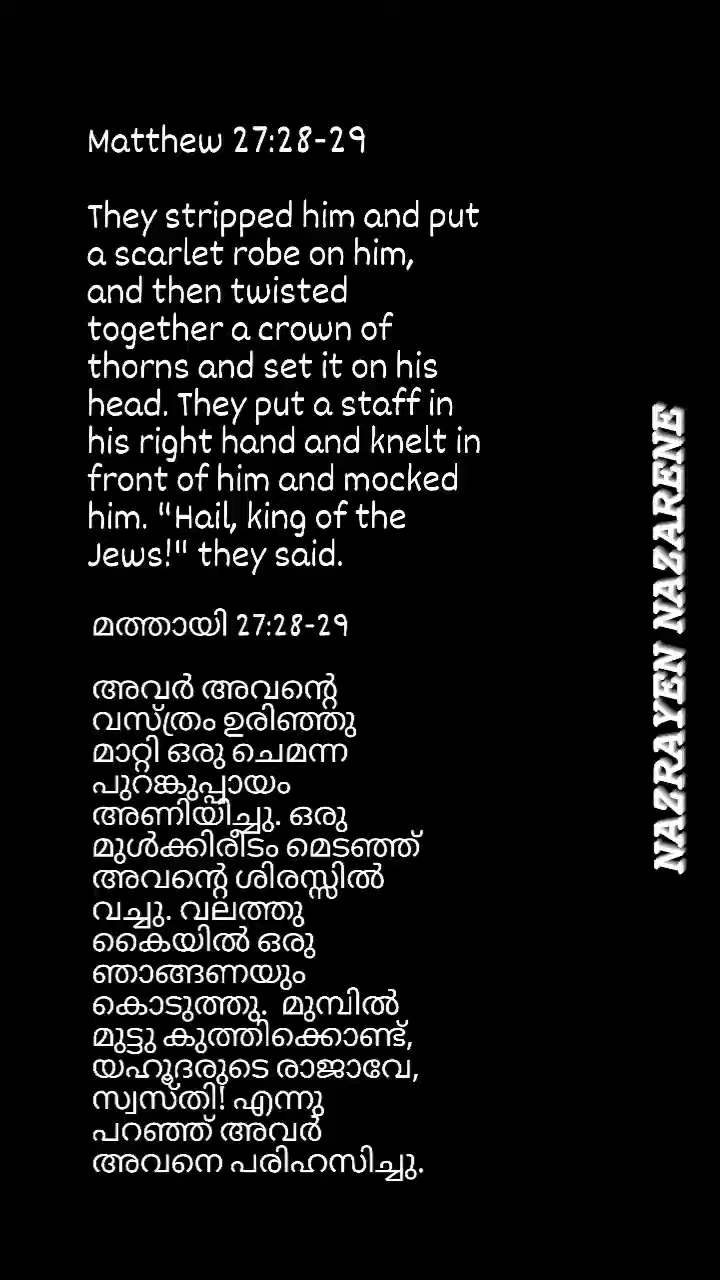 Matthew 27:28-29
They stripped him and put
a scarlet robe on him,
and then twisted
together a crown of
thorns and set it on his
head. They put a staff in
his right hand and knelt in
front of him and mocked
him. "Hail, king of the
Jews!" they said.
മത്തായി 27:28-29
അവർ അവന്റെ
വസ്ത്രം ഉരിഞ്ഞു
മാറ്റി ഒരു ചെമന്ന
പുറങ്കുപ്പായം
അണിയിച്ചു. ഒരു
മുൾക്കിരീടം മെടഞ്ഞ്
അവന്റെ ശിരസ്സിൽ
വച്ചു. വലത്തു
കൈയിൽ ഒരു
ഞാങ്ങണയും
കൊടുത്തു. മുമ്പിൽ
മുട്ടു കുത്തിക്കൊണ്ട്,
യഹൂദരുടെ രാജാവേ,
സ്വസ്തി! എന്നു
പറഞ്ഞ് അവർ
അവനെ പരിഹസിച്ചു.
NAZRAYEN NAZARENE